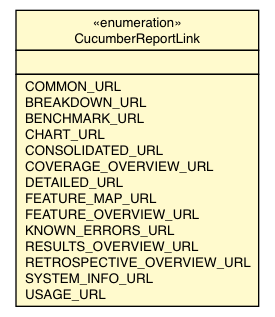 «enumeration»
CucumberReportLink
COMMON_URL
BREAKDOWN_URL
BENCHMARK_URL
CHART_URL
CONSOLIDATED_URL
COVERAGE_OVERVIEW_URL
DETAILED_URL
FEATURE_MAP_URL
FEATURE_OVERVIEW_URL
KNOWN_ERRORS_URL
RESULTS_OVERVIEW_URL
RETROSPECTIVE_OVERVIEW_URL
SYSTEM_INFO_URL
USAGE_URL